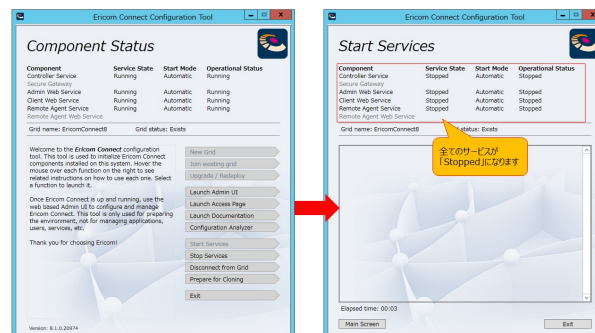 Ericom Connect Configuration Tool
Component Status
Component Service State Start Mode Operational Status
Controller Service Running Automatic Running
Secure Gateway
Admin Web Service Running Automatic Running
Client Web Service Running Automatic Running
Remote Agent Service Running Automatic Running
Remote Agent Web Service
Grid name: EricomConnect8 Grid status: Exists
Welcome to the Ericom Connect configuration
tool. This tool is used to initialize Ericom Connect
components installed on this system. Hover the
mouse over each function on the right to see
related instructions on how to use each one. Select
a function to launch it.
Once Ericom Connect is up and running, use the
web based Admin UI to configure and manage
Ericom Connect. This tool is only used for preparing
the environment, not for managing applications,
users, services, etc.
Thank you for choosing Ericom!
New Grid
Join existing grid
Upgrade / Redeploy
Launch Admin UI
Launch Access Page
Launch Documentation
Configuration Analyzer
Start Services
Stop Services
Disconnect from Grid
Prepare for Cloning
Exit
Version: 8.1.0.20974
Ericom Connect Configuration Tool
Start Services
Component Service State Start Mode Operational Status
Controller Service Stopped Automatic Stopped
Secure Gateway
Admin Web Service Stopped Automatic Stopped
Client Web Service Stopped Automatic Stopped
Remote Agent Service Stopped Automatic Stopped
Remote Agent Web Service
Grid name: EricomConnect8 status: Exists
全てのサービスが
「Stopped」になります
Elapsed time: 00:03
Main Screen
Exit